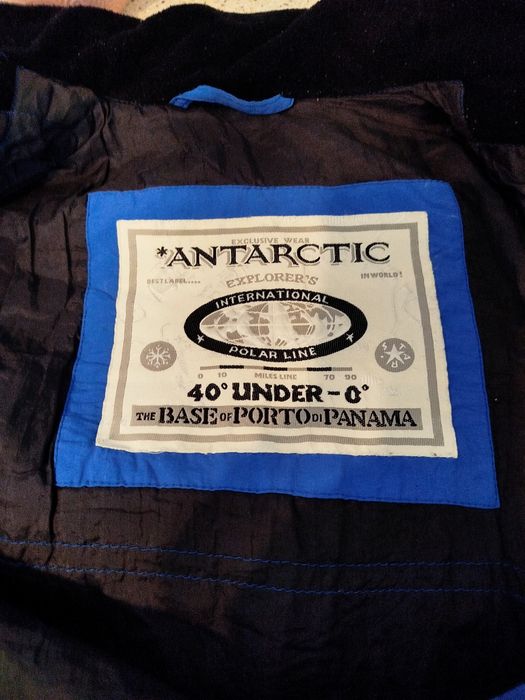 EXCLUSIVE WEAR
*ANTARCTIC
BEST LABEL.....
EXPLORER'S
IN WORLD!
INTERNATIONAL
POLAR LINE
STAR
0 10 MILES LINE 70 90
40° UNDER - 0°
THE BASE OF PORTO DI PANAMA